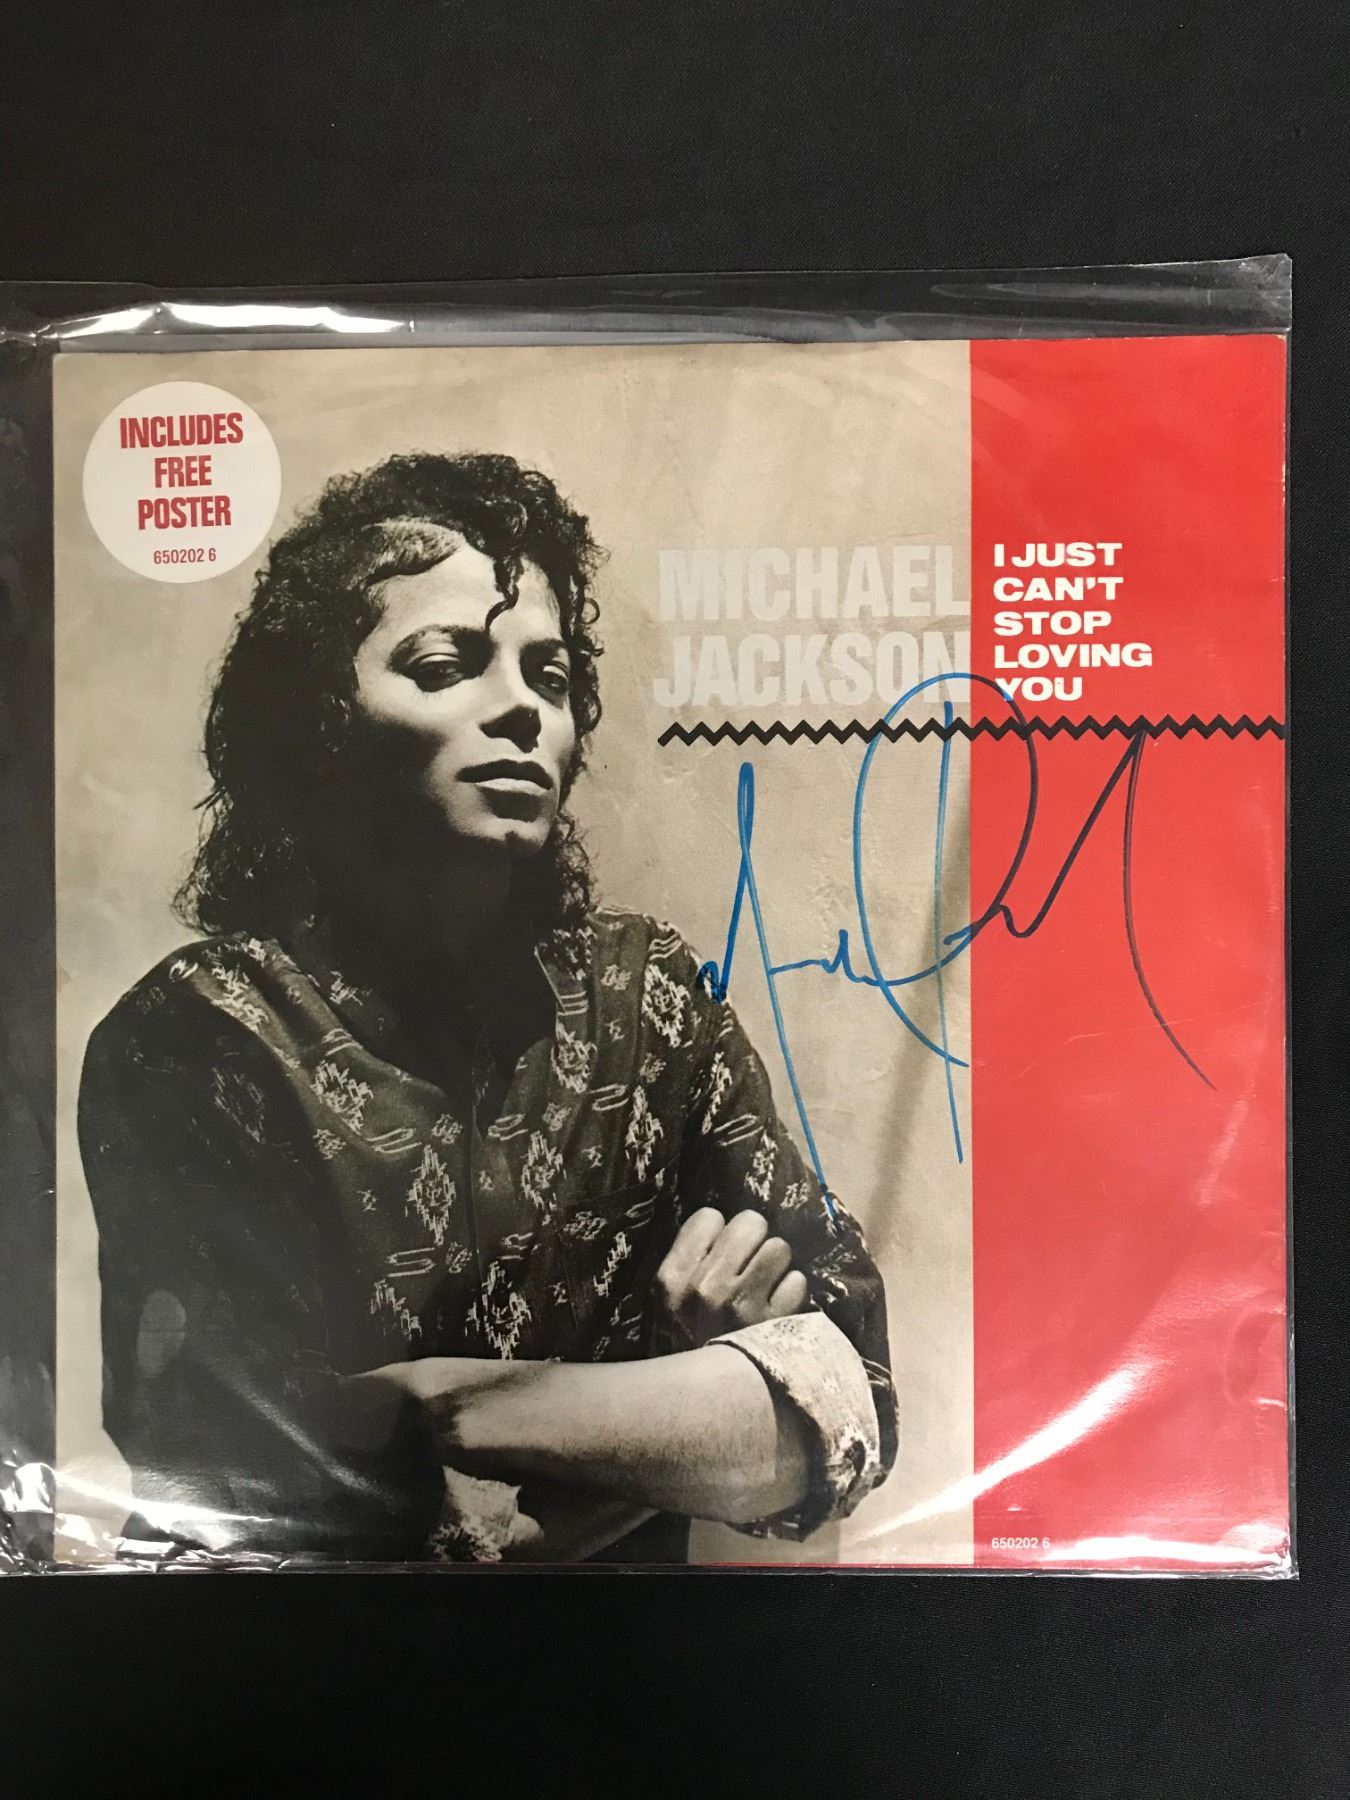 INCLUDES
FREE
POSTER
650202 6
MICHAEL
JACKSON
I JUST
CAN'T
STOP
LOVING
YOU
650202 6